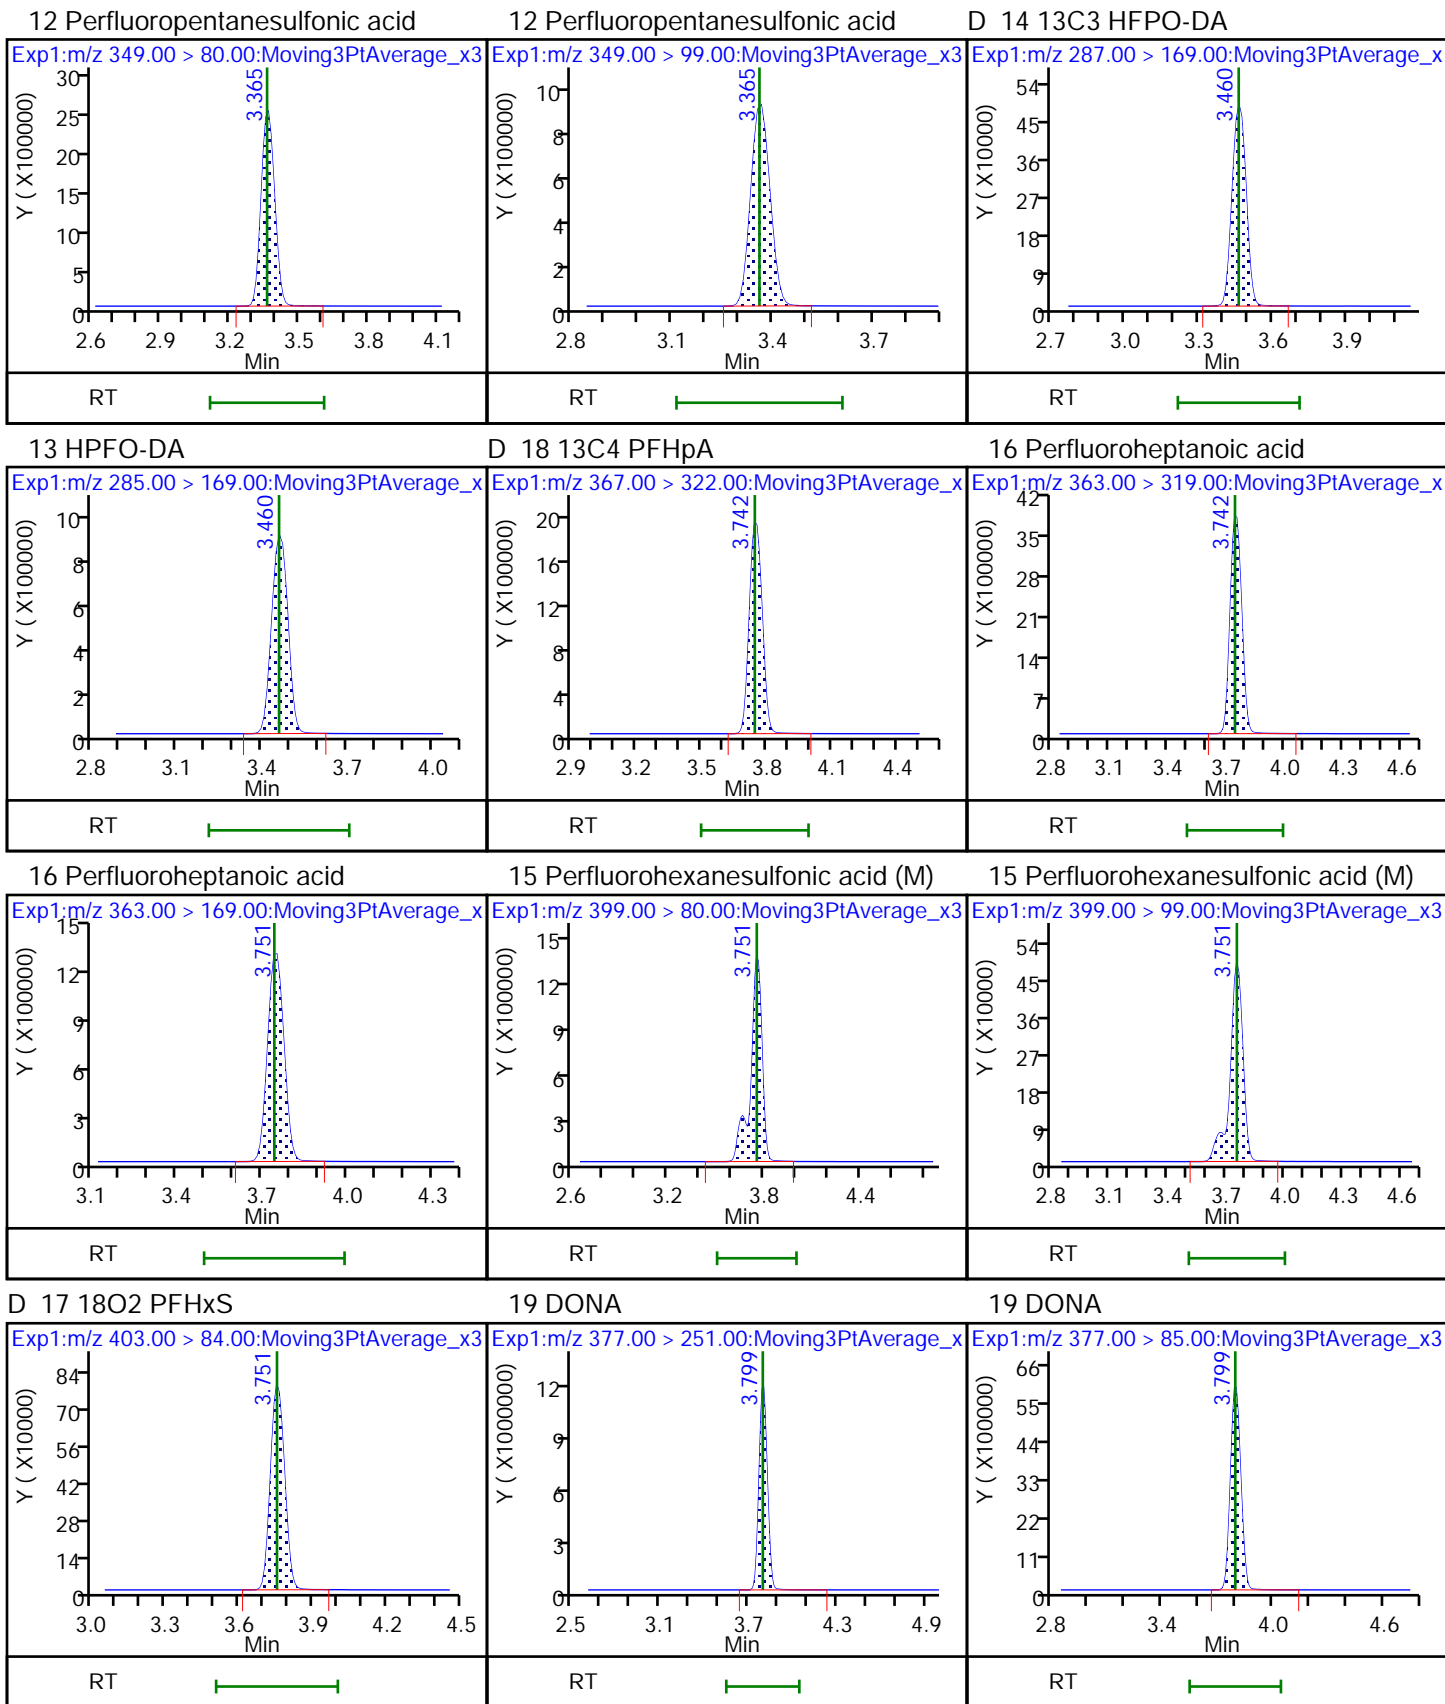 12 Perfluoropentanesulfonic acid
Exp1:m/z 349.00 > 80.00:Moving3PtAverage_x3
3.365
Y ( X100000)
30
25
20
15
10
5
0
2.6 2.9 3.2 3.5 3.8 4.1
Min
RT
12 Perfluoropentanesulfonic acid
Exp1:m/z 349.00 > 99.00:Moving3PtAverage_x3
3.365
Y ( X100000)
10
8
6
4
2
0
2.8 3.1 3.4 3.7
Min
RT
D 14 13C3 HFPO-DA
Exp1:m/z 287.00 > 169.00:Moving3PtAverage_x
3.460
Y ( X10000)
54
45
36
27
18
9
0
2.7 3.0 3.3 3.6 3.9
Min
RT
13 HPFO-DA
Exp1:m/z 285.00 > 169.00:Moving3PtAverage_x
3.460
Y ( X100000)
10
8
6
4
2
0
2.8 3.1 3.4 3.7 4.0
Min
RT
D 18 13C4 PFHpA
Exp1:m/z 367.00 > 322.00:Moving3PtAverage_x
3.742
Y ( X100000)
20
16
12
8
4
0
2.9 3.2 3.5 3.8 4.1 4.4
Min
RT
16 Perfluoroheptanoic acid
Exp1:m/z 363.00 > 319.00:Moving3PtAverage_x
3.742
Y ( X100000)
42
35
28
21
14
7
0
2.8 3.1 3.4 3.7 4.0 4.3 4.6
Min
RT
16 Perfluoroheptanoic acid
Exp1:m/z 363.00 > 169.00:Moving3PtAverage_x
3.751
Y ( X100000)
15
12
9
6
3
0
3.1 3.4 3.7 4.0 4.3
Min
RT
15 Perfluorohexanesulfonic acid (M)
Exp1:m/z 399.00 > 80.00:Moving3PtAverage_x3
3.751
Y ( X100000)
15
12
9
6
3
0
2.6 3.2 3.8 4.4
Min
RT
15 Perfluorohexanesulfonic acid (M)
Exp1:m/z 399.00 > 99.00:Moving3PtAverage_x3
3.751
Y ( X10000)
54
45
36
27
18
9
0
2.8 3.1 3.4 3.7 4.0 4.3 4.6
Min
RT
D 17 18O2 PFHxS
Exp1:m/z 403.00 > 84.00:Moving3PtAverage_x3
3.751
Y ( X10000)
84
70
56
42
28
14
0
3.0 3.3 3.6 3.9 4.2 4.5
Min
RT
19 DONA
Exp1:m/z 377.00 > 251.00:Moving3PtAverage_x
3.799
Y ( X1000000)
12
9
6
3
0
2.5 3.1 3.7 4.3 4.9
Min
RT
19 DONA
Exp1:m/z 377.00 > 85.00:Moving3PtAverage_x3
3.799
Y ( X100000)
66
55
44
33
22
11
0
2.8 3.4 4.0 4.6
Min
RT